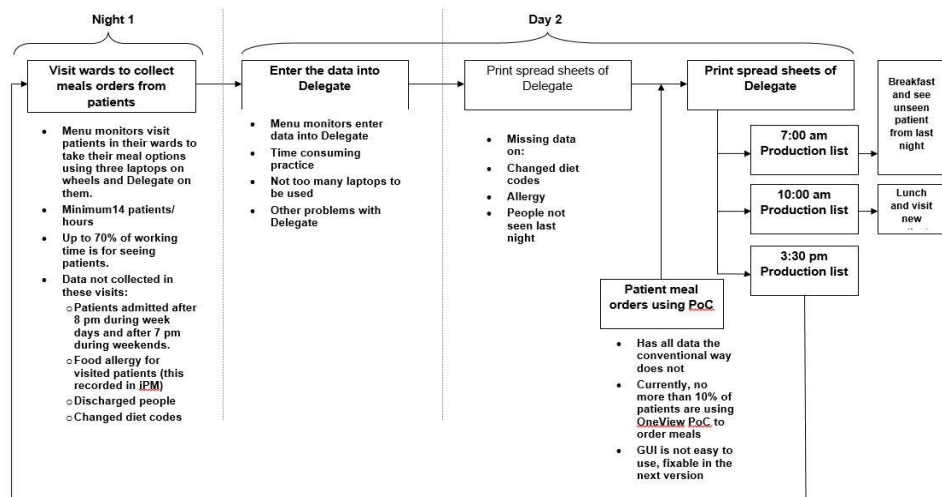 Night 1
Day 2
Visit wards to collect
meals orders from
patients
• Menu monitors visit
patients in their wards to
take their meal options
using three laptops on
wheels and Delegate on
them.
• Minimum14 patients/
hours
• Up to 70% of working
time is for seeing
patients.
• Data not collected in
these visits:
o Patients admitted after
8 pm during week
days and after 7 pm
during weekends.
o Food allergy for
visited patients (this
recorded in iPM)
o Discharged people
o Changed diet codes
Enter the data into
Delegate
• Menu monitors enter
data into Delegate
• Time consuming
practice
• Not too many laptops to
be used
• Other problems with
Delegate
Print spread sheets of
Delegate
• Missing data
on:
• Changed diet
codes
• Allergy
• People not
seen last
night
Patient meal
orders using PoC
• Has all data the
conventional way
does not
• Currently, no
more than 10% of
patients are using
OneView PoC to
order meals
• GUI is not easy to
use, fixable in the
next version
Print spread sheets of
Delegate
7:00 am
Production list
10:00 am
Production list
3:30 pm
Production list
Breakfast
and see
unseen
patient
from last
night
Lunch
and visit
new